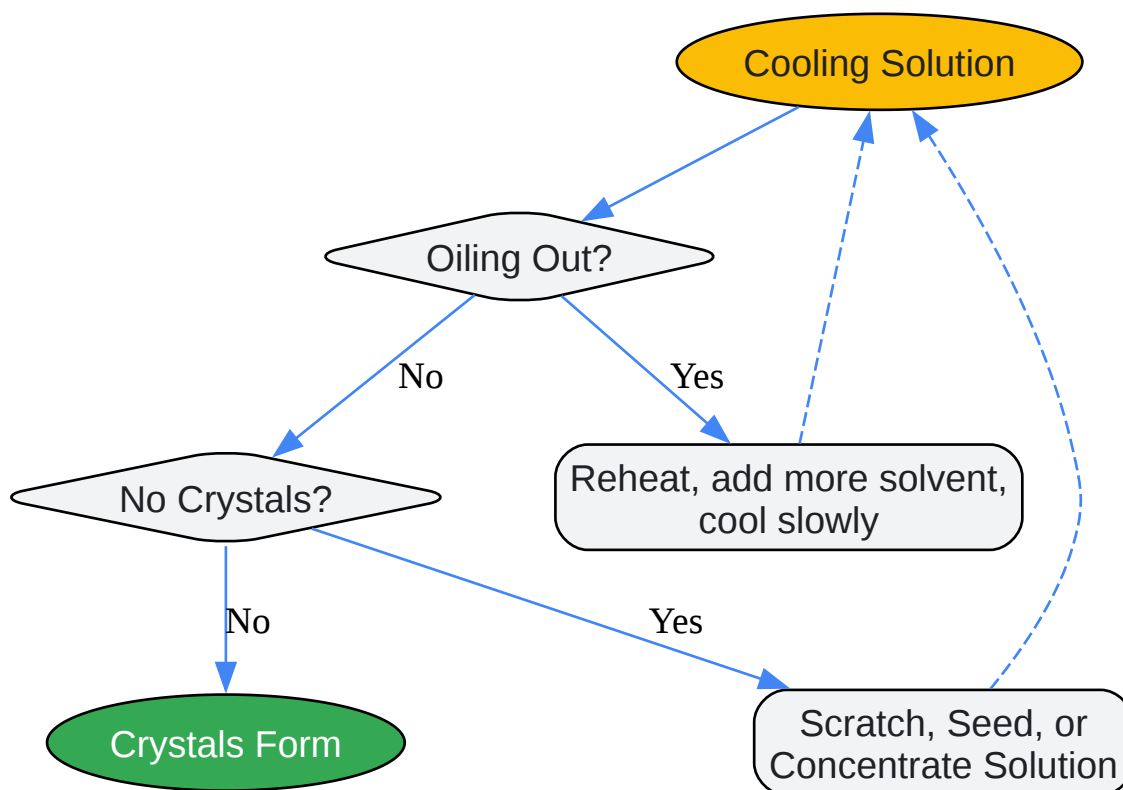 Cooling Solution
Oiling Out?
No
Yes
No Crystals?
Reheat, add more solvent,
cool slowly
No
Yes
Crystals Form
Scratch, Seed, or
Concentrate Solution